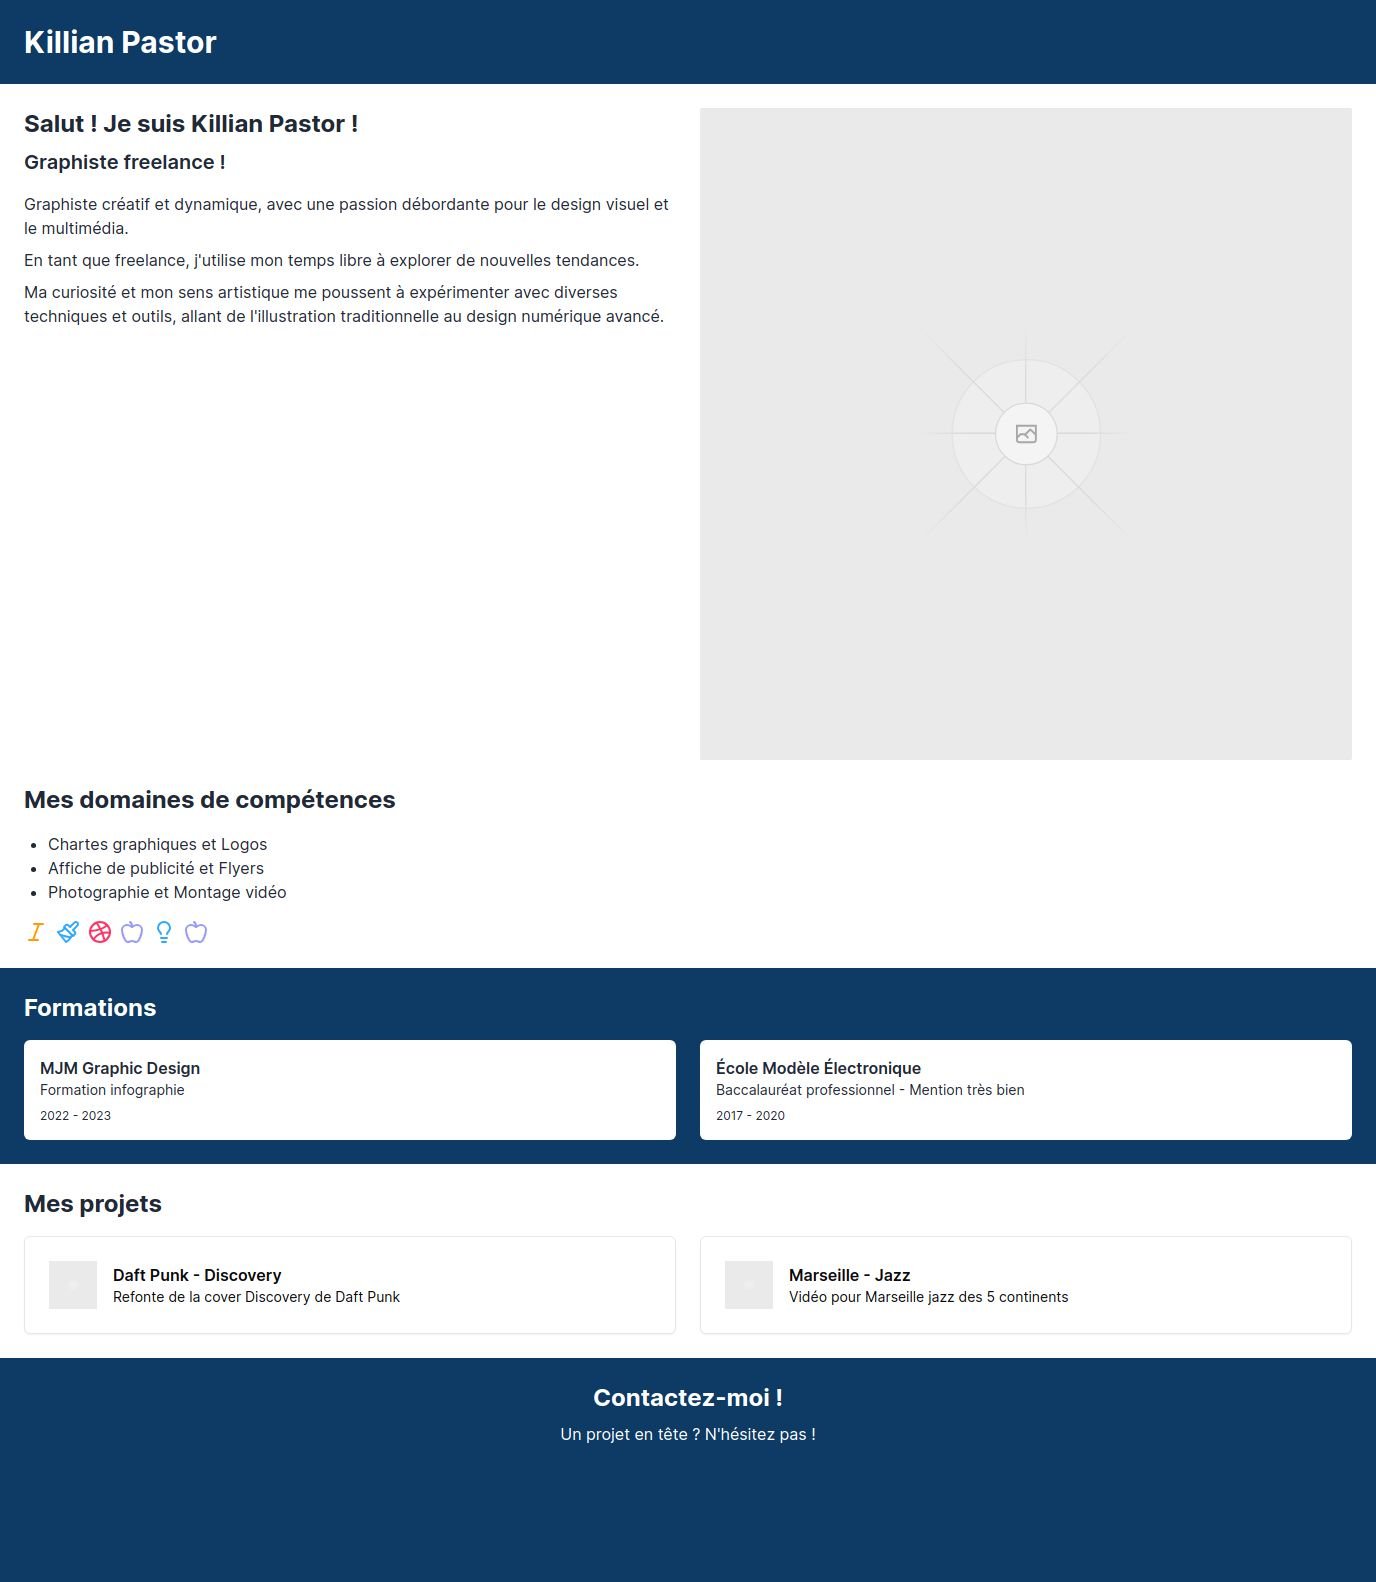 Killian Pastor
Salut ! Je suis Killian Pastor !
Graphiste freelance !
Graphiste créatif et dynamique, avec une passion débordante pour le design visuel et
le multimédia.
En tant que freelance, j'utilise mon temps libre à explorer de nouvelles tendances.
Ma curiosité et mon sens artistique me poussent à expérimenter avec diverses
techniques et outils, allant de l'illustration traditionnelle au design numérique avancé.
Mes domaines de compétences
• Chartes graphiques et Logos
• Affiche de publicité et Flyers
• Photographie et Montage vidéo
Formations
MJM Graphic Design
Formation infographie
2022 - 2023
École Modèle Électronique
Baccalauréat professionnel - Mention très bien
2017 - 2020
Mes projets
Daft Punk - Discovery
Refonte de la cover Discovery de Daft Punk
Marseille - Jazz
Vidéo pour Marseille jazz des 5 continents
Contactez-moi !
Un projet en tête ? N'hésitez pas !